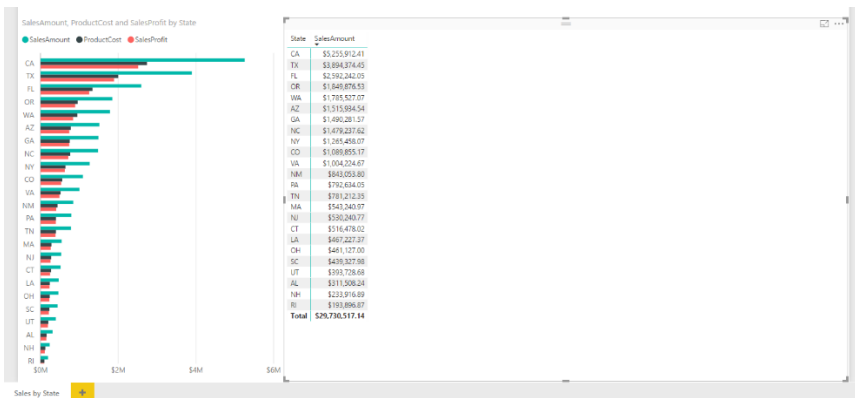 SalesAmount, ProductCost and SalesProfit by State
SalesAmount ProductCost SalesProfit
CA
TX
FL
OR
WA
AZ
GA
NC
NY
CO
VA
NM
PA
TN
MA
NJ
CT
LA
OH
SC
UT
AL
NH
RI
$0M $2M $4M $6M
State SalesAmount
CA $5,255,912.41
TX $3,894,374.45
FL $2,592,242.05
OR $1,849,876.53
WA $1,785,527.07
AZ $1,515,934.54
GA $1,490,281.57
NC $1,479,237.62
NY $1,265,458.07
CO $1,089,855.17
VA $1,004,224.67
NM $843,053.80
PA $792,634.05
TN $781,212.35
MA $543,240.97
NJ $530,240.77
CT $516,478.02
LA $467,227.37
OH $461,127.00
SC $439,327.98
UT $393,728.68
AL $311,508.24
NH $233,916.89
RI $193,896.87
Total $29,730,517.14
Sales by State +